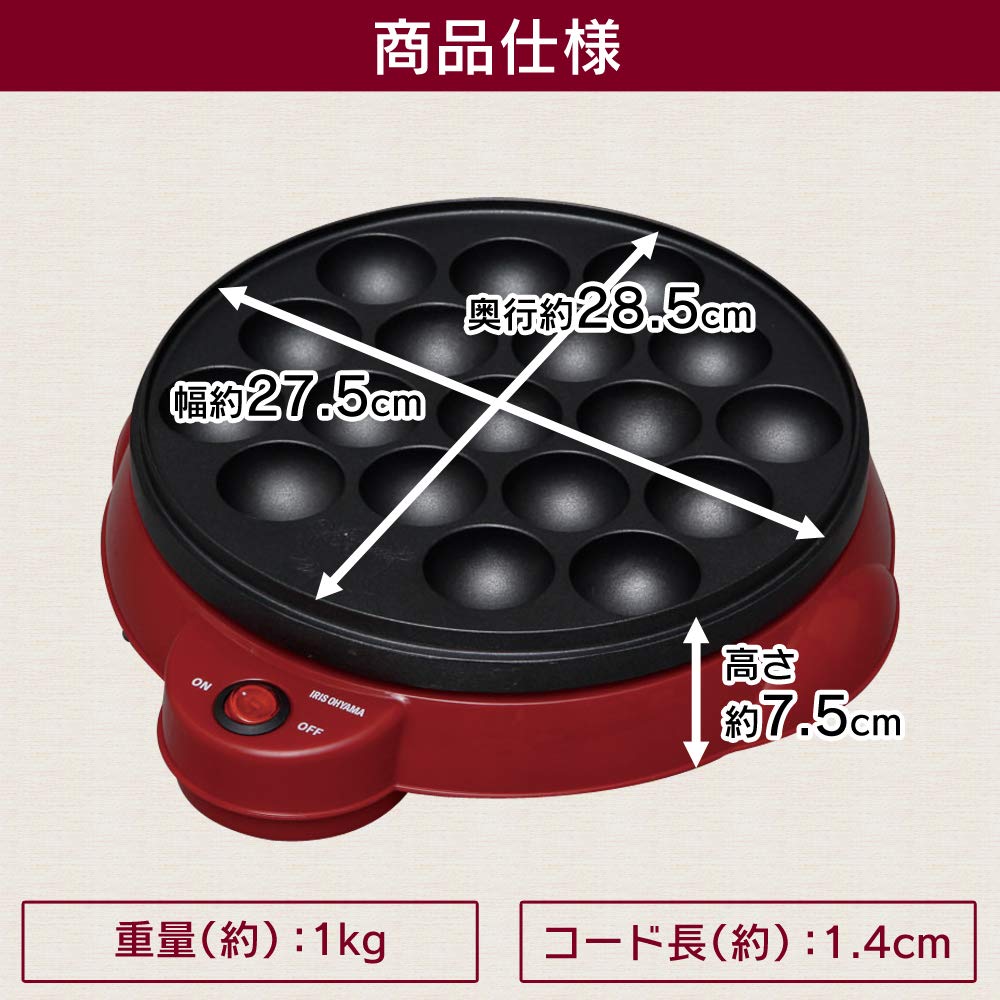 商品仕様
奥行約28.5cm
幅約27.5cm
高さ
約7.5cm
ON
OFF
IRIS OHYAMA
重量(約):1kg
コード長(約):1.4cm